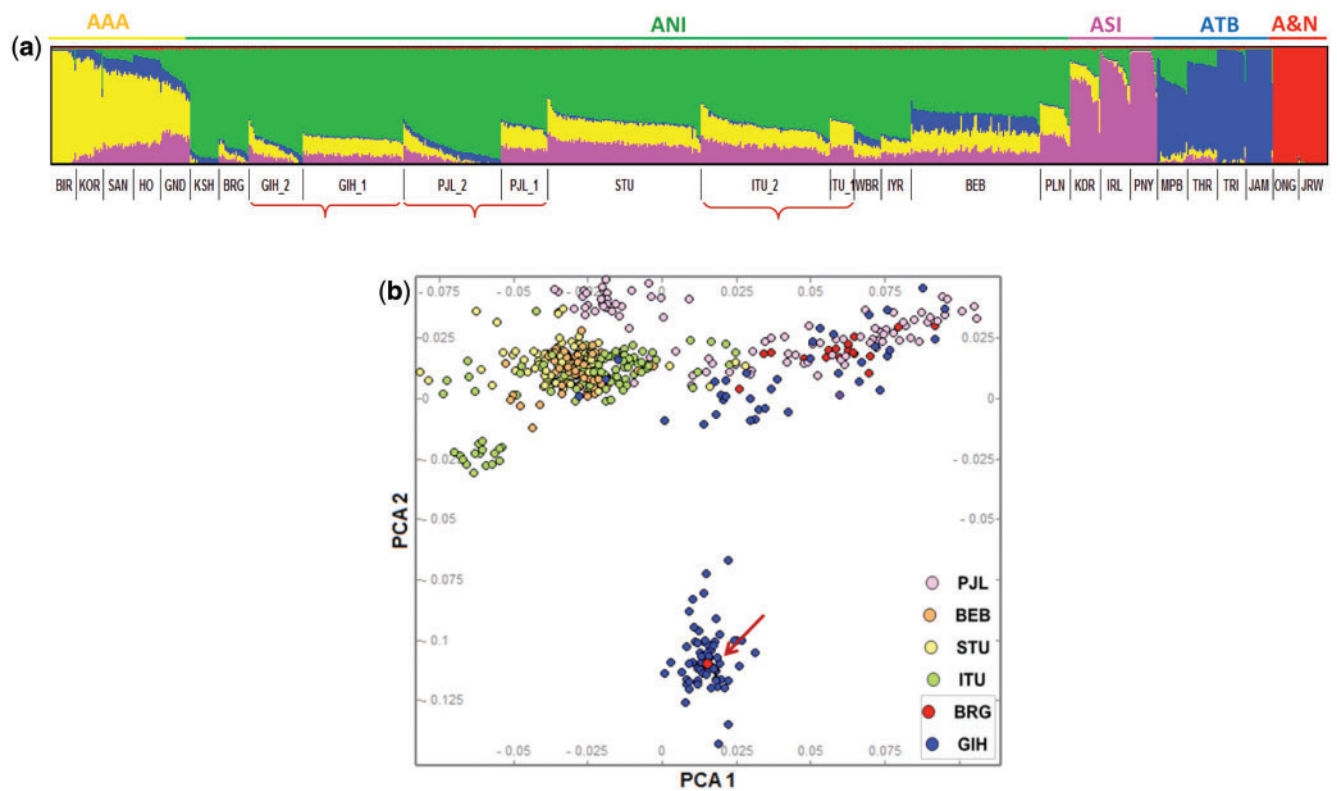 AAA ANI ASI ATB A&N
(a)
BIR KOR SAN HO GND KSH BRG GIH_2 GIH_1 PJL_2 PJL_1 STU ITU_2 ITU_1 WBR IYR BEB PLN KDR IRL PNY MPB THR TRI JAM ONG JRW
(b)
- 0.075 - 0.05 - 0.025 0 0.025 0.05 0.075
0.025 0.025
0 0
- 0.025 - 0.025
- 0.05 - 0.05
- 0.075
- 0.1
- 0.125
- 0.05 - 0.025 0 0.025 0.05 0.075
PCA 2
PCA 1
PJL
BEB
STU
ITU
BRG
GIH